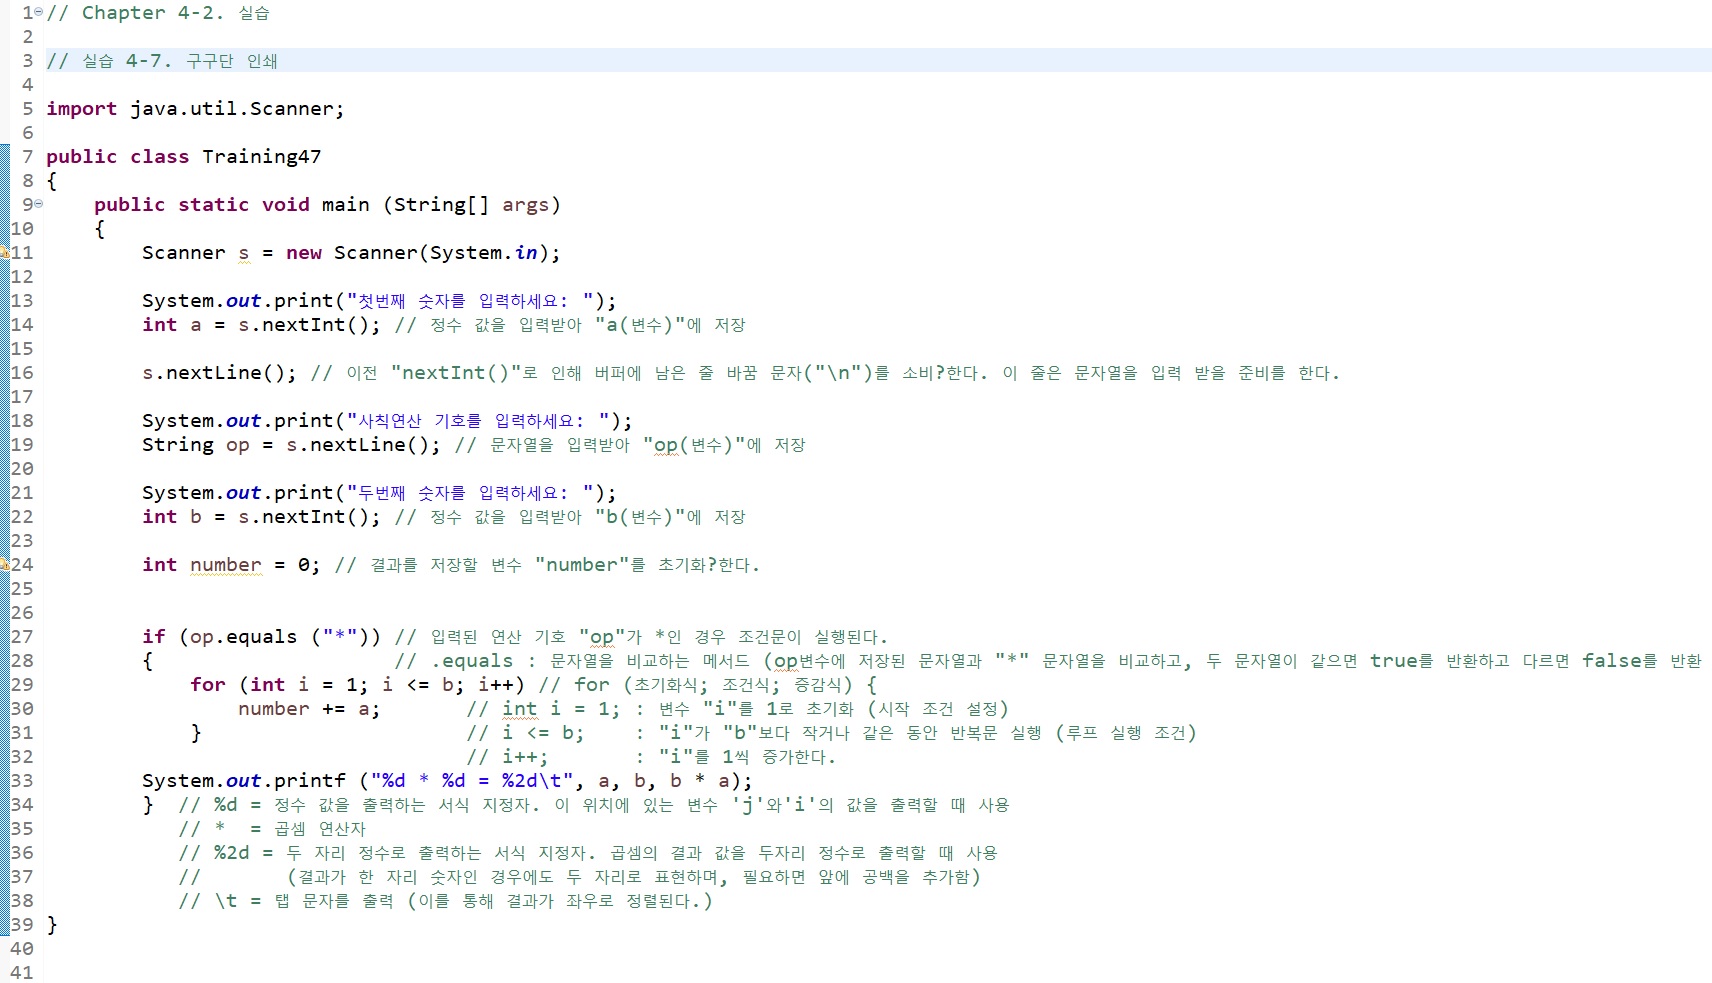 1 // Chapter 4-2. 실습
2
3 // 실습 4-7. 구구단 인쇄
4
5 import java.util.Scanner;
6
7 public class Training47
8 {
9     public static void main (String[] args)
10     {
11         Scanner s = new Scanner(System.in);
12
13         System.out.print("첫번째 숫자를 입력하세요: ");
14         int a = s.nextInt(); // 정수 값을 입력받아 "a(변수)"에 저장
15
16         s.nextLine(); // 이전 "nextInt()"로 인해 버퍼에 남은 줄 바꿈 문자("\n")를 소비?한다. 이 줄은 문자열을 입력 받을 준비를 한다.
17
18         System.out.print("사칙연산 기호를 입력하세요: ");
19         String op = s.nextLine(); // 문자열을 입력받아 "op(변수)"에 저장
20
21         System.out.print("두번째 숫자를 입력하세요: ");
22         int b = s.nextInt(); // 정수 값을 입력받아 "b(변수)"에 저장
23
24         int number = 0; // 결과를 저장할 변수 "number"를 초기화?한다.
25
26
27         if (op.equals ("*")) // 입력된 연산 기호 "op"가 *인 경우 조건문이 실행된다.
28         {                    // .equals : 문자열을 비교하는 메서드 (op변수에 저장된 문자열과 "*" 문자열을 비교하고, 두 문자열이 같으면 true를 반환하고 다르면 false를 반환
29             for (int i = 1; i <= b; i++) // for (초기화식; 조건식; 증감식) {
30                 number += a;       // int i = 1; : 변수 "i"를 1로 초기화 (시작 조건 설정)
31             }                      // i <= b;    : "i"가 "b"보다 작거나 같은 동안 반복문 실행 (루프 실행 조건)
32                                    // i++;       : "i"를 1씩 증가한다.
33         System.out.printf ("%d * %d = %2d\t", a, b, b * a);
34         }  // %d = 정수 값을 출력하는 서식 지정자. 이 위치에 있는 변수 'j'와'i'의 값을 출력할 때 사용
35            // *  = 곱셈 연산자
36            // %2d = 두 자리 정수로 출력하는 서식 지정자. 곱셈의 결과 값을 두자리 정수로 출력할 때 사용
37            //       (결과가 한 자리 숫자인 경우에도 두 자리로 표현하며, 필요하면 앞에 공백을 추가함)
38            // \t = 탭 문자를 출력 (이를 통해 결과가 좌우로 정렬된다.)
39 }
40
41